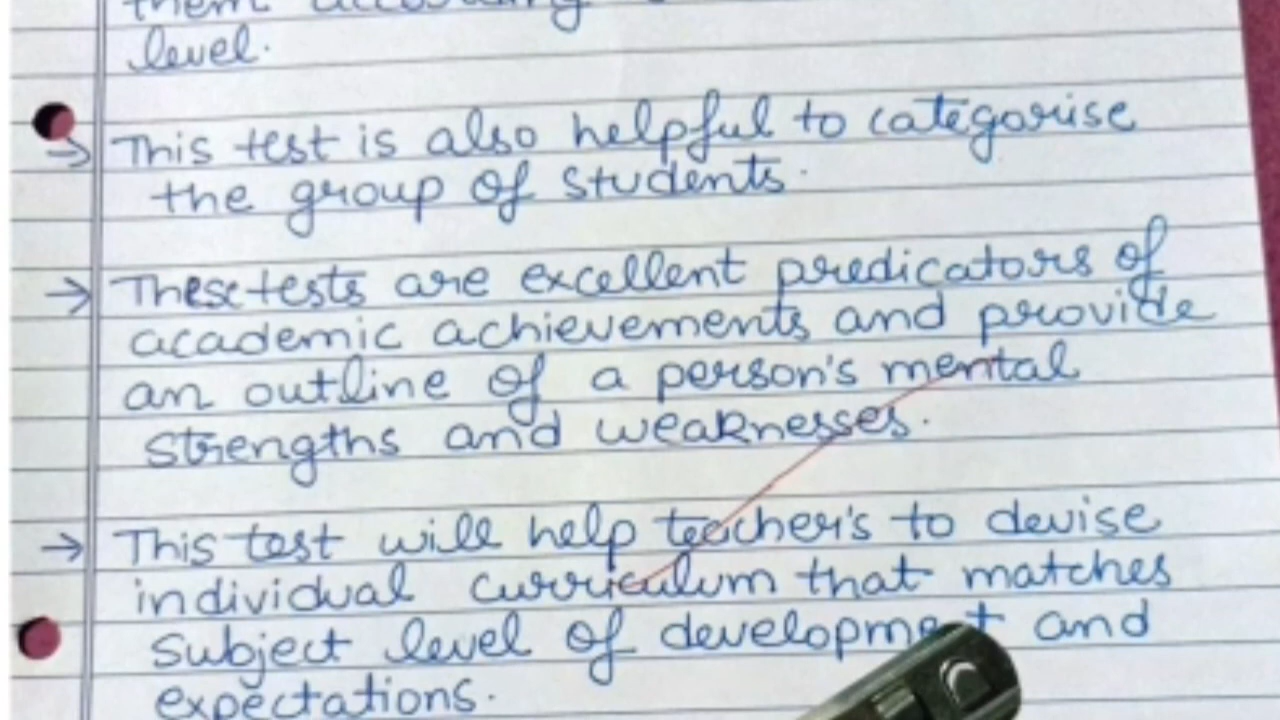 them according
level.
→ This test is also helpful to categorise
the group of students.
→ These tests are excellent predicators of
academic achievements and provide
an outline of a person's mental
strengths and weaknesses.
→ This test will help teacher's to devise
individual curriculum that matches
subject level of development and
expectations.